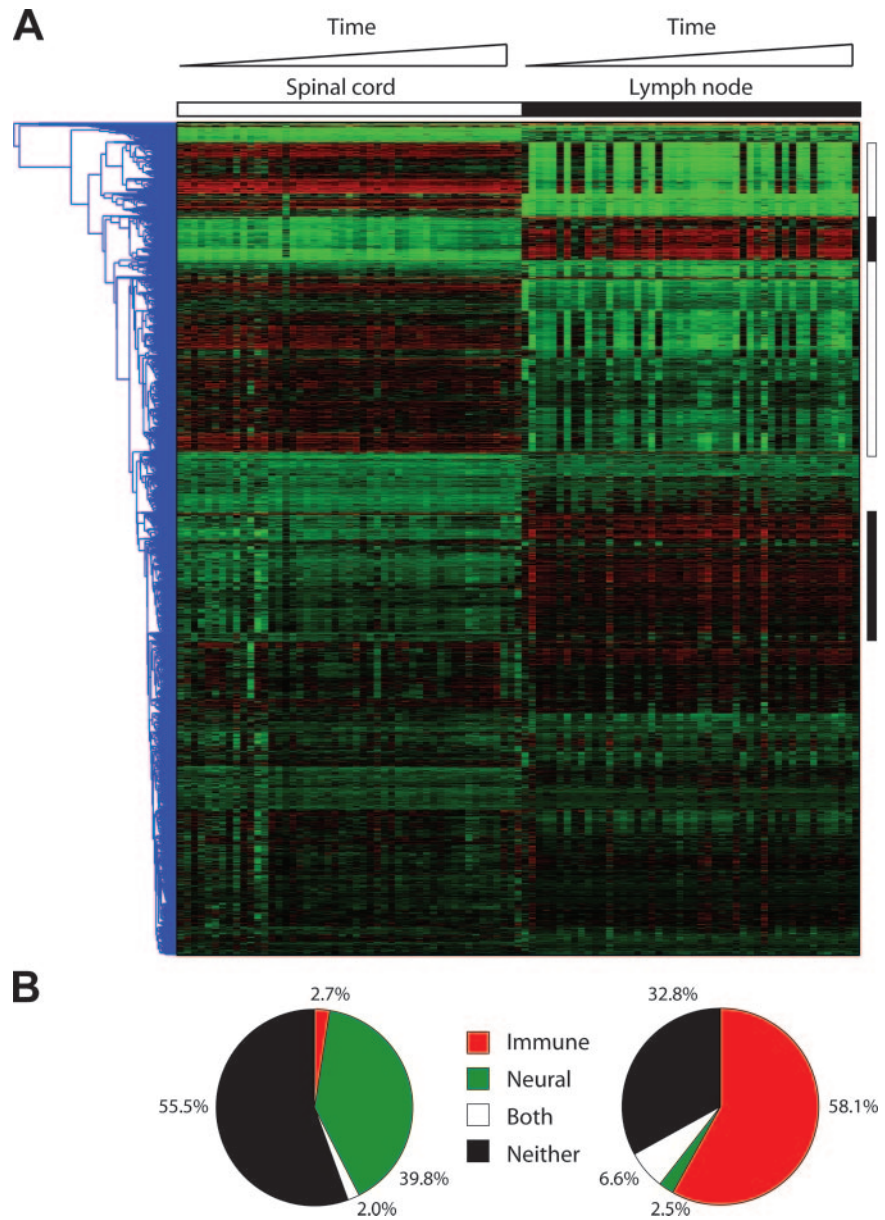 A
Time
Time
Spinal cord
Lymph node
B
2.7%
32.8%
Immune
Neural
Both
Neither
55.5%
58.1%
39.8%
6.6%
2.0%
2.5%